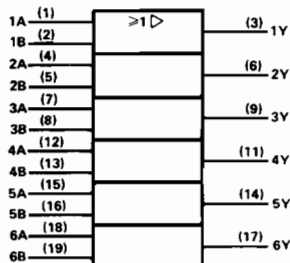 1A (1) ≥1 ▷ (3) 1Y
1B (2)
2A (4) (6) 2Y
2B (5)
3A (7) (9) 3Y
3B (8)
4A (12) (11) 4Y
4B (13)
5A (15) (14) 5Y
5B (16)
6A (18) (17) 6Y
6B (19)